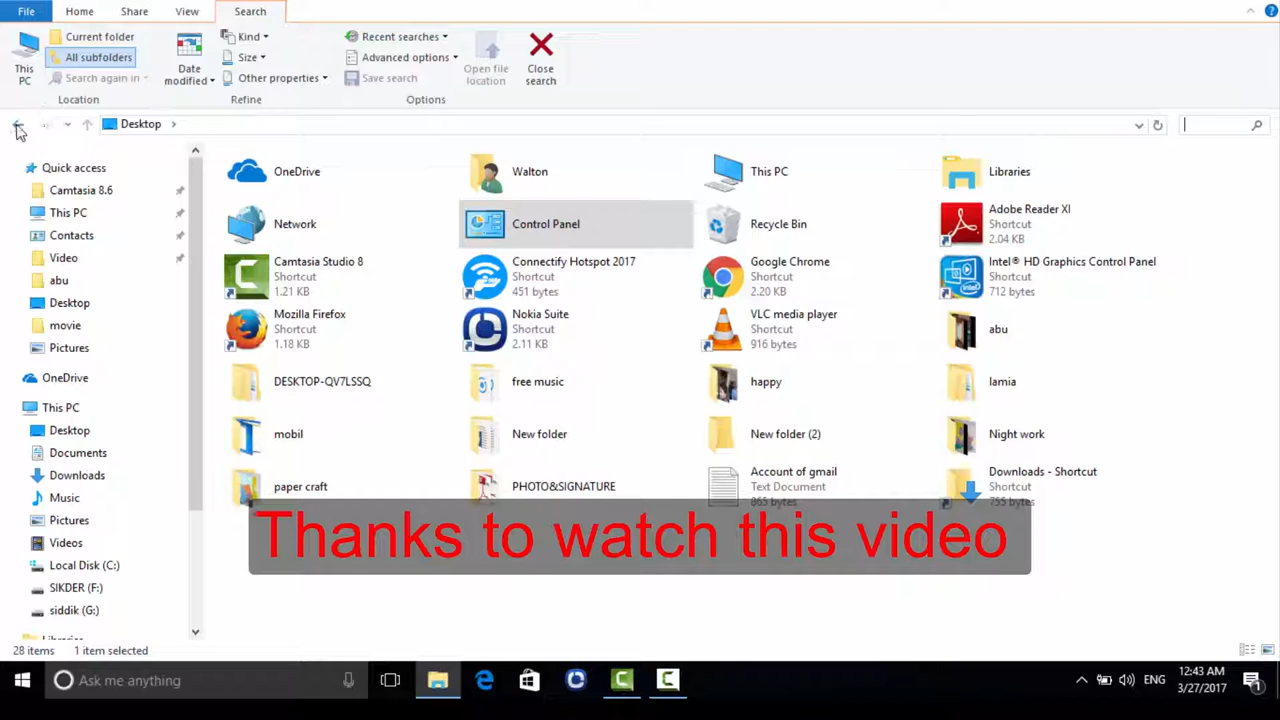 File Home Share View Search
Current folder
All subfolders
Search again in
This PC
Location
Date modified
Kind
Size
Other properties
Refine
Recent searches
Advanced options
Save search
Open file location
Options
Close search
Desktop
Quick access
Camtasia 8.6
This PC
Contacts
Video
abu
Desktop
movie
Pictures
OneDrive
This PC
Desktop
Documents
Downloads
Music
Pictures
Videos
Local Disk (C:)
SIKDER (F:)
siddik (G:)
Libraries
OneDrive
Walton
This PC
Libraries
Network
Control Panel
Recycle Bin
Adobe Reader XI
Shortcut
2.04 KB
Camtasia Studio 8
Shortcut
1.21 KB
Connectify Hotspot 2017
Shortcut
451 bytes
Google Chrome
Shortcut
2.20 KB
Intel® HD Graphics Control Panel
Shortcut
712 bytes
Mozilla Firefox
Shortcut
1.18 KB
Nokia Suite
Shortcut
2.11 KB
VLC media player
Shortcut
916 bytes
abu
DESKTOP-QV7LSSQ
free music
happy
lamia
mobil
New folder
New folder (2)
Night work
paper craft
PHOTO&SIGNATURE
Account of gmail
Text Document
865 bytes
Downloads - Shortcut
Shortcut
755 bytes
Thanks to watch this video
28 items 1 item selected
Ask me anything
ENG
12:43 AM
3/27/2017
1